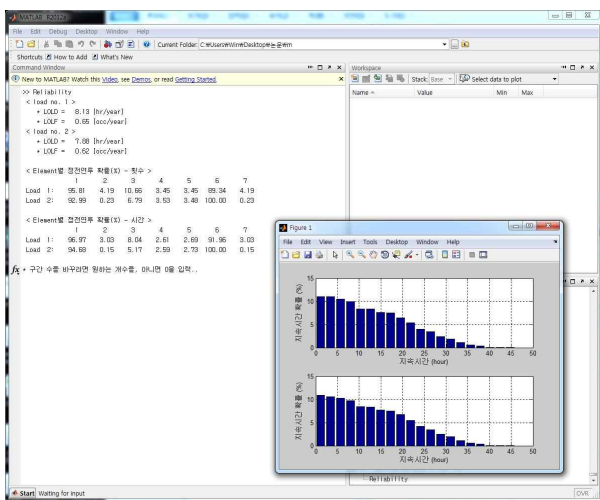 MATLAB R2012a
File Edit Debug Desktop Window Help
Current Folder: C:₩Users₩Win₩Desktop₩논문₩m
Shortcuts How to Add What's New
Command Window
New to MATLAB? Watch this Video, see Demos, or read Getting Started.
>> Reliability
< load no. 1 >
* LOLD = 8.13 [hr/year]
* LOLF = 0.65 [occ/year]
< load no. 2 >
* LOLD = 7.88 [hr/year]
* LOLF = 0.62 [occ/year]
< Element별 정전연루 확률(%) - 횟수 >
1 2 3 4 5 6 7
Load 1: 95.81 4.19 10.66 3.45 3.45 89.34 4.19
Load 2: 92.99 0.23 6.79 3.53 3.48 100.00 0.23
< Element별 정전연루 확률(%) - 시간 >
1 2 3 4 5 6 7
Load 1: 96.97 3.03 8.04 2.61 2.69 91.96 3.03
Load 2: 94.68 0.15 5.17 2.59 2.73 100.00 0.15
fx * 구간 수를 바꾸려면 원하는 개수를, 아니면 0을 입력..
Workspace
Stack: Base Select data to plot
Name Value Min Max
Figure 1
File Edit View Insert Tools Desktop Window Help
지속시간 확률 (%)
15
10
5
0
0 5 10 15 20 25 30 35 40 45 50
지속시간 (hour)
지속시간 확률 (%)
15
10
5
0
0 5 10 15 20 25 30 35 40 45 50
지속시간 (hour)
Reliability
Start Waiting for input
OVR